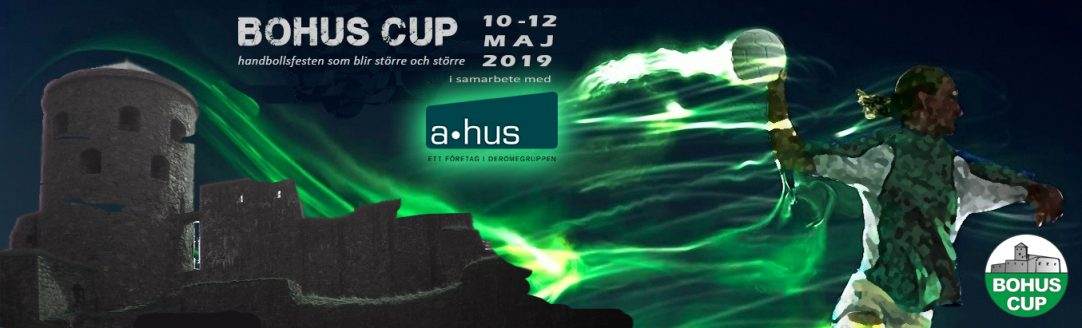 BOHUS CUP
handbollsfesten som blir större och större
10-12
MAJ
2019
i samarbete med
a•hus
ETT FÖRETAG I DEROMEGRUPPEN
BOHUS
CUP